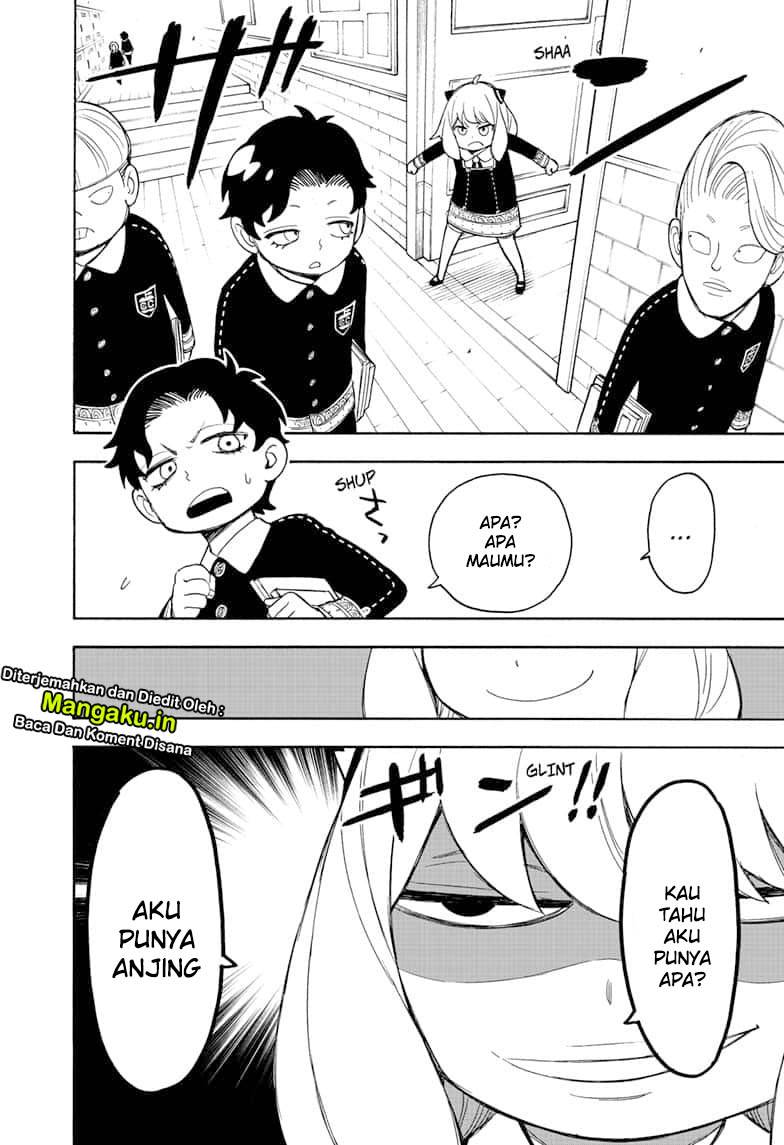 SHAA
...
APA?
APA
MAUMU?
SHUP
さっ
Diterjemahkan dan Diedit Oleh :
Mangaku.in
Baca Dan Koment Disana
GLINT
ギン!!
KAU
TAHU
AKU
PUNYA
APA?
AKU
PUNYA
ANJING